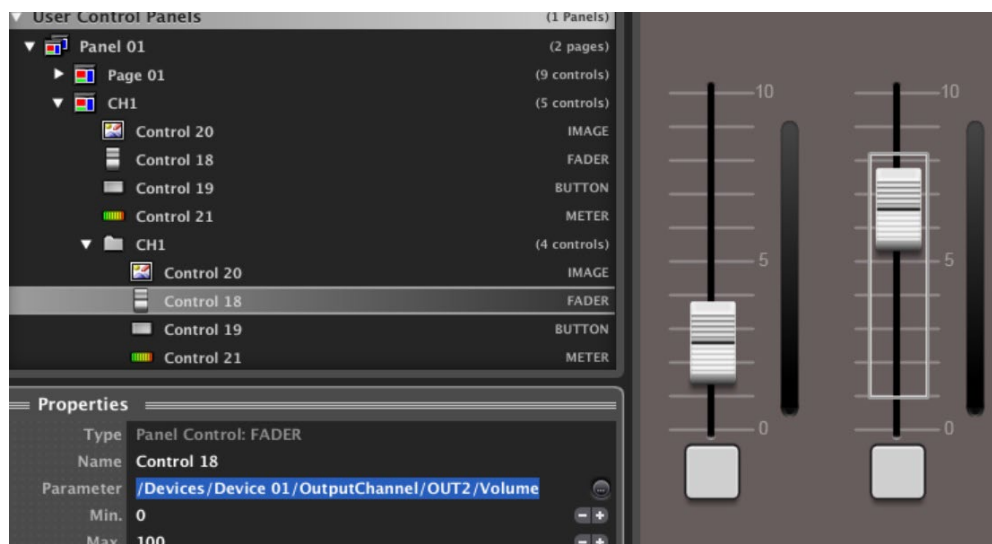 User Control Panels (1 Panels)
Panel 01 (2 pages)
Page 01 (9 controls)
CH1 (5 controls)
Control 20 IMAGE
Control 18 FADER
Control 19 BUTTON
Control 21 METER
CH1 (4 controls)
Control 20 IMAGE
Control 18 FADER
Control 19 BUTTON
Control 21 METER
Properties
Type Panel Control: FADER
Name Control 18
Parameter /Devices/Device 01/OutputChannel/OUT2/Volume
Min. 0
Max. 100
10
5
0
10
5
0